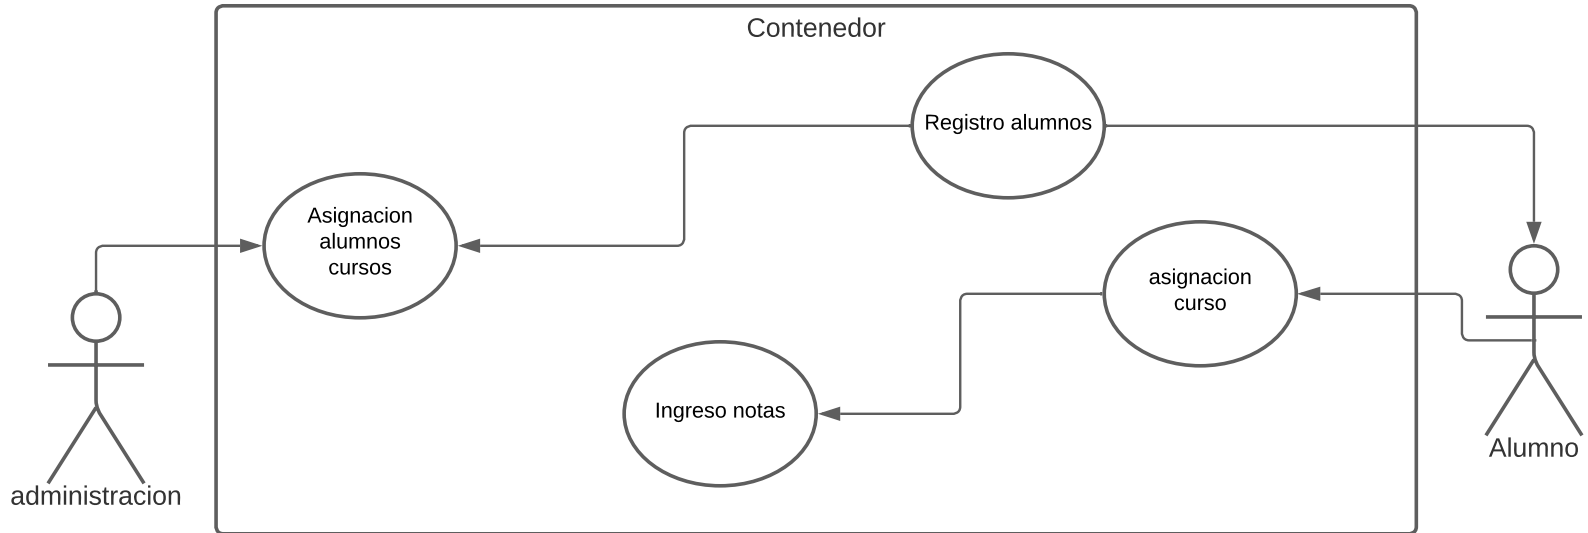 Contenedor
Registro alumnos
Asignacion
alumnos
cursos
asignacion
curso
Ingreso notas
Alumno
administracion